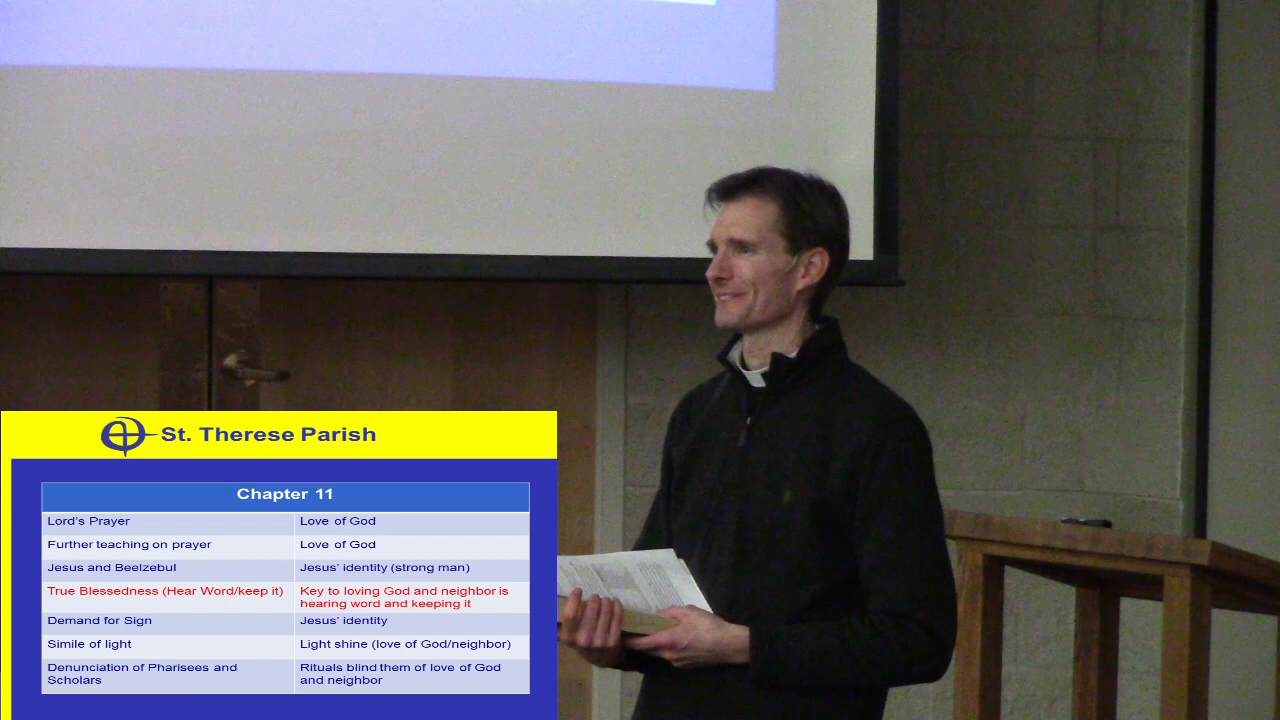 St. Therese Parish
Chapter 11
Lord's Prayer Love of God
Further teaching on prayer Love of God
Jesus and Beelzebul Jesus' identity (strong man)
True Blessedness (Hear Word/keep it) Key to loving God and neighbor is
hearing word and keeping it
Demand for Sign Jesus' identity
Simile of light Light shine (love of God/neighbor)
Denunciation of Pharisees and Rituals blind them of love of God
Scholars and neighbor